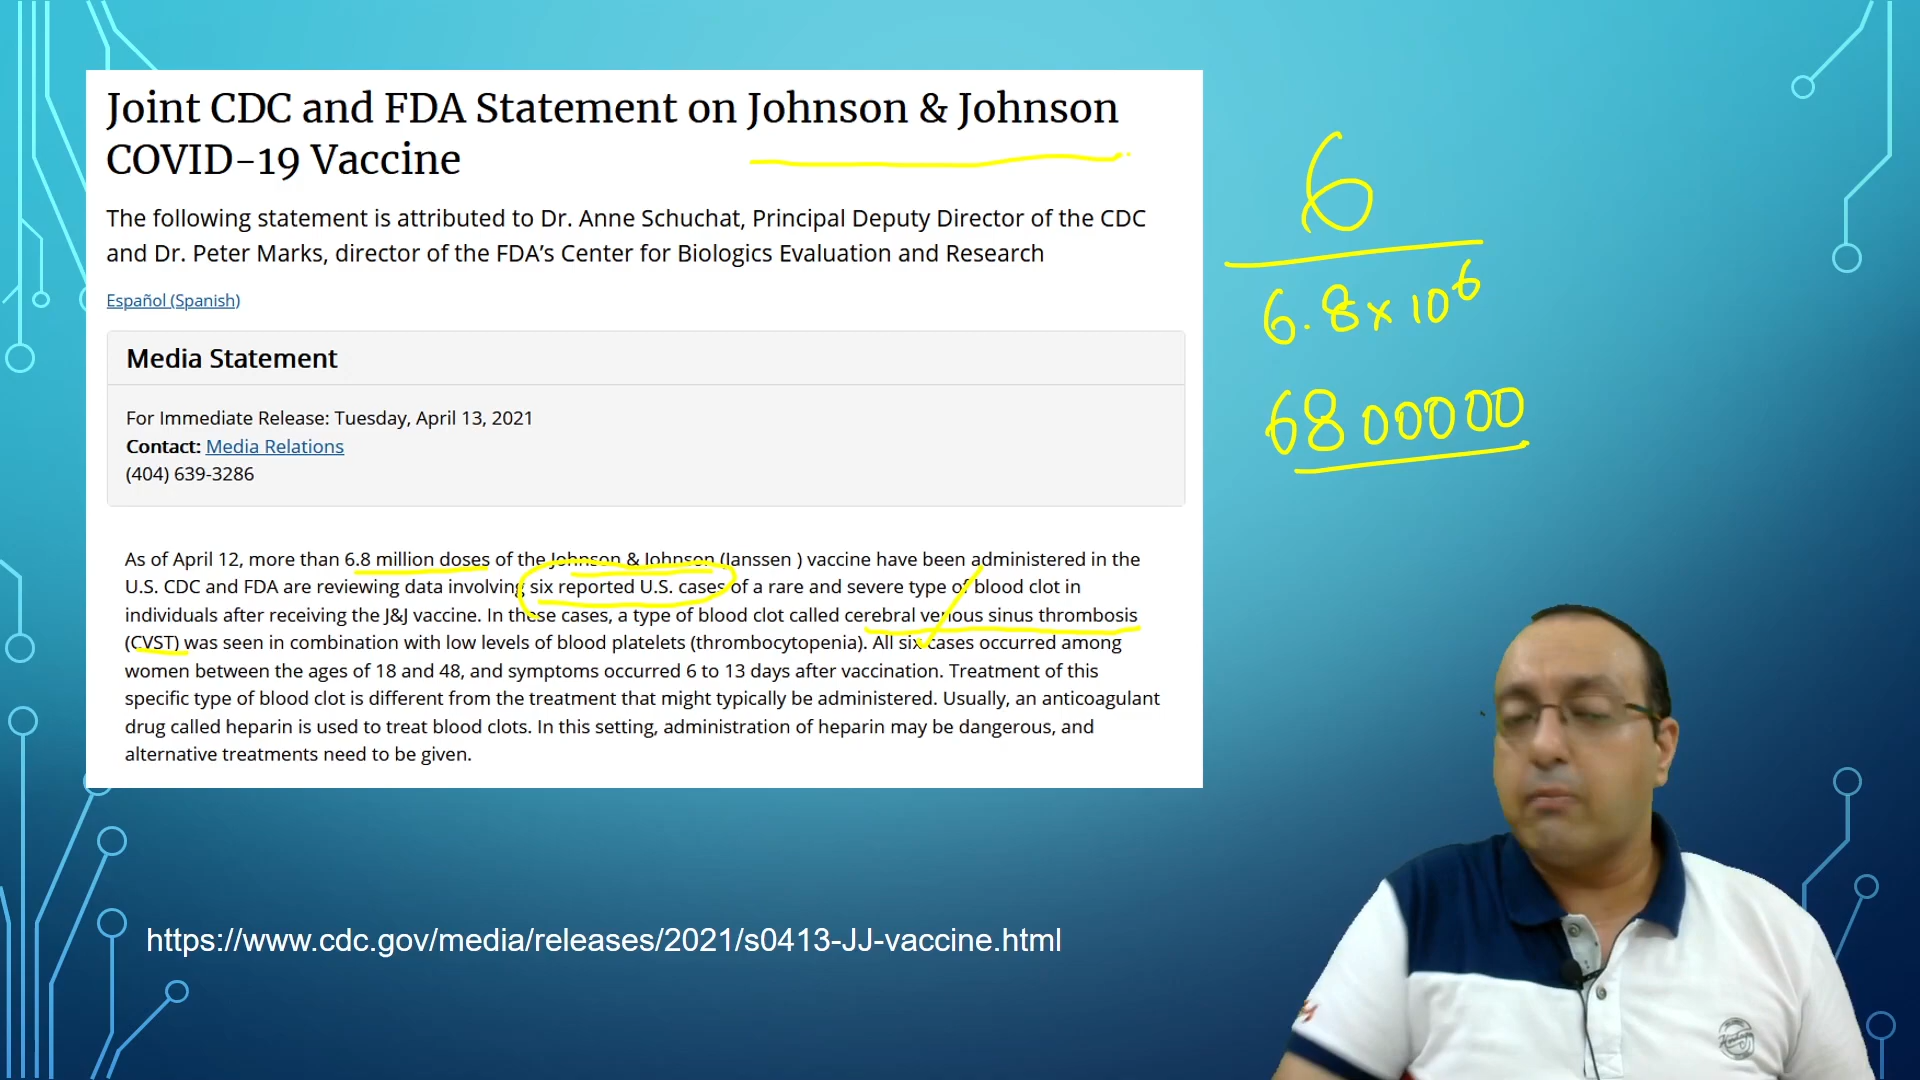 Joint CDC and FDA Statement on Johnson & Johnson
COVID-19 Vaccine
The following statement is attributed to Dr. Anne Schuchat, Principal Deputy Director of the CDC
and Dr. Peter Marks, director of the FDA’s Center for Biologics Evaluation and Research
Español (Spanish)
Media Statement
For Immediate Release: Tuesday, April 13, 2021
Contact: Media Relations
(404) 639-3286
As of April 12, more than 6.8 million doses of the Johnson & Johnson (Janssen ) vaccine have been administered in the
U.S. CDC and FDA are reviewing data involving six reported U.S. cases of a rare and severe type of blood clot in
individuals after receiving the J&J vaccine. In these cases, a type of blood clot called cerebral venous sinus thrombosis
(CVST) was seen in combination with low levels of blood platelets (thrombocytopenia). All six cases occurred among
women between the ages of 18 and 48, and symptoms occurred 6 to 13 days after vaccination. Treatment of this
specific type of blood clot is different from the treatment that might typically be administered. Usually, an anticoagulant
drug called heparin is used to treat blood clots. In this setting, administration of heparin may be dangerous, and
alternative treatments need to be given.
https://www.cdc.gov/media/releases/2021/s0413-JJ-vaccine.html
6
6.8 x 10^6
6800000